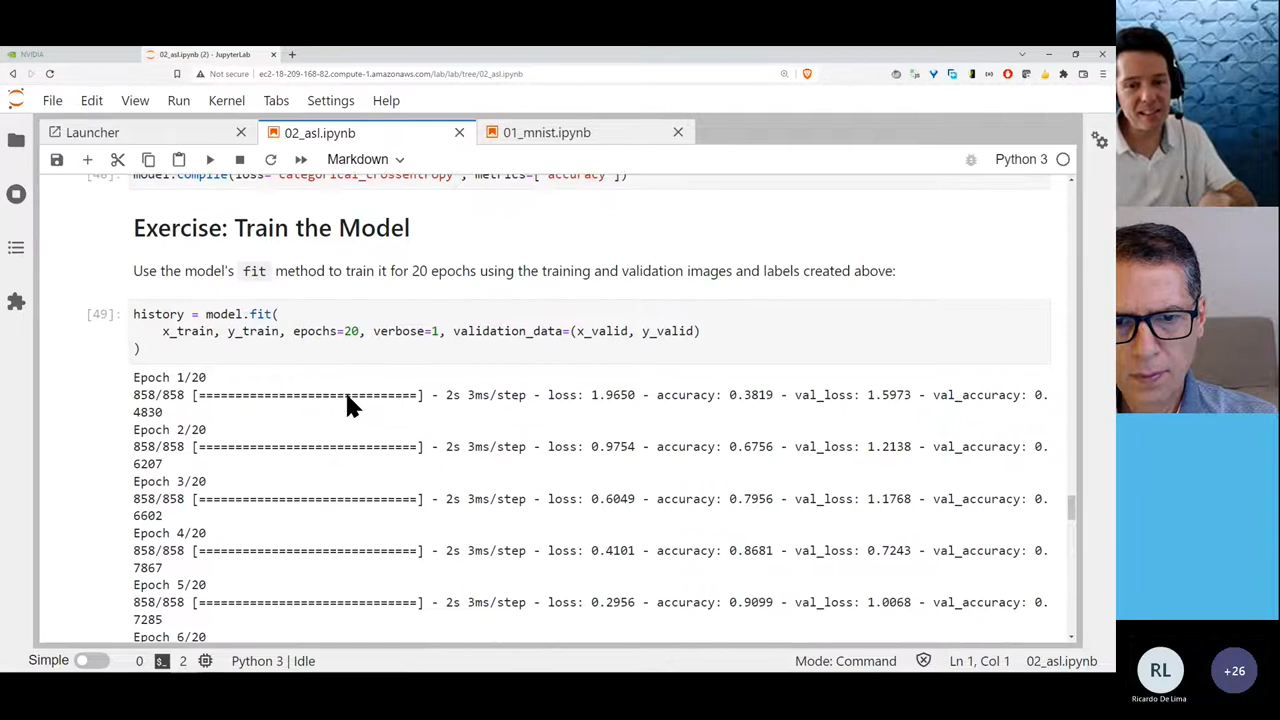 NVIDIA
02_asl.ipynb (2) - JupyterLab
Not secure
ec2-18-209-168-82.compute-1.amazonaws.com/lab/lab/tree/02_asl.ipynb
File Edit View Run Kernel Tabs Settings Help
Launcher
02_asl.ipynb
01_mnist.ipynb
Markdown
Python 3
[48]: model.compile(loss='categorical_crossentropy', metrics=['accuracy'])
Exercise: Train the Model
Use the model's fit method to train it for 20 epochs using the training and validation images and labels created above:
[49]: history = model.fit(
x_train, y_train, epochs=20, verbose=1, validation_data=(x_valid, y_valid)
)
Epoch 1/20
858/858 [==============================] - 2s 3ms/step - loss: 1.9650 - accuracy: 0.3819 - val_loss: 1.5973 - val_accuracy: 0.
4830
Epoch 2/20
858/858 [==============================] - 2s 3ms/step - loss: 0.9754 - accuracy: 0.6756 - val_loss: 1.2138 - val_accuracy: 0.
6207
Epoch 3/20
858/858 [==============================] - 2s 3ms/step - loss: 0.6049 - accuracy: 0.7956 - val_loss: 1.1768 - val_accuracy: 0.
6602
Epoch 4/20
858/858 [==============================] - 2s 3ms/step - loss: 0.4101 - accuracy: 0.8681 - val_loss: 0.7243 - val_accuracy: 0.
7867
Epoch 5/20
858/858 [==============================] - 2s 3ms/step - loss: 0.2956 - accuracy: 0.9099 - val_loss: 1.0068 - val_accuracy: 0.
7285
Epoch 6/20
Simple 0 2 Python 3 | Idle
Mode: Command Ln 1, Col 1 02_asl.ipynb
RL
Ricardo De Lima
+26